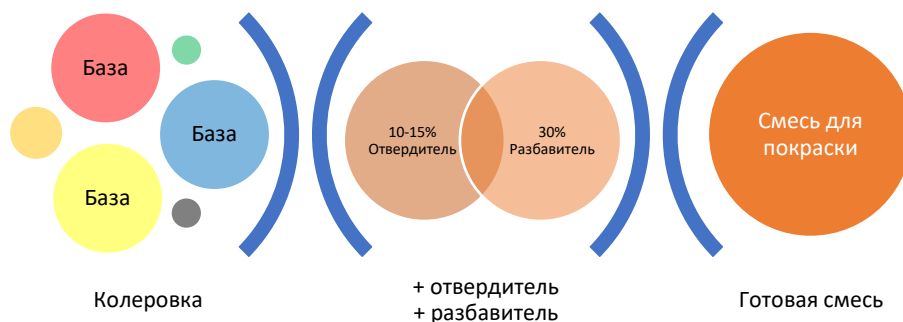 База
База
База
10-15%
Отвердитель
30%
Разбавитель
Смесь для
покраски
Колеровка
+ отвердитель
+ разбавитель
Готовая смесь